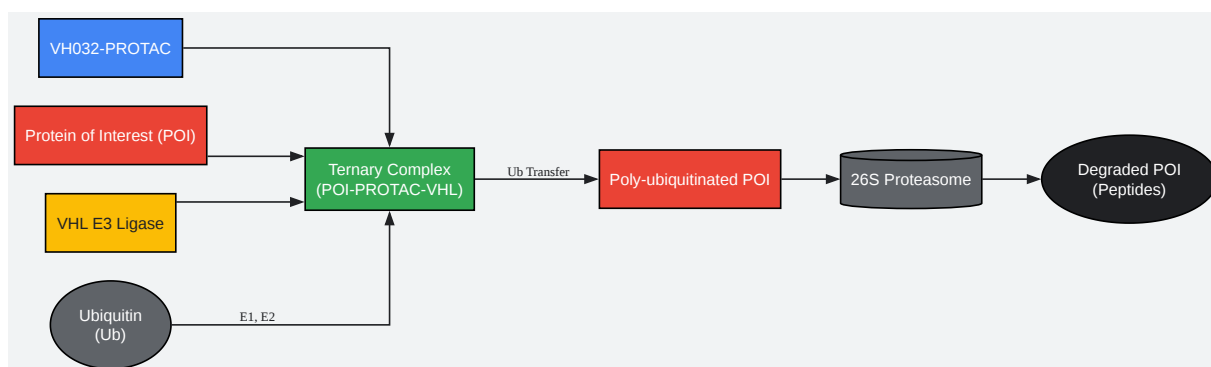 VH032-PROTAC
Protein of Interest (POI)
VHL E3 Ligase
Ubiquitin
(Ub)
E1, E2
Ternary Complex
(POI-PROTAC-VHL)
Ub Transfer
Poly-ubiquitinated POI
26S Proteasome
Degraded POI
(Peptides)